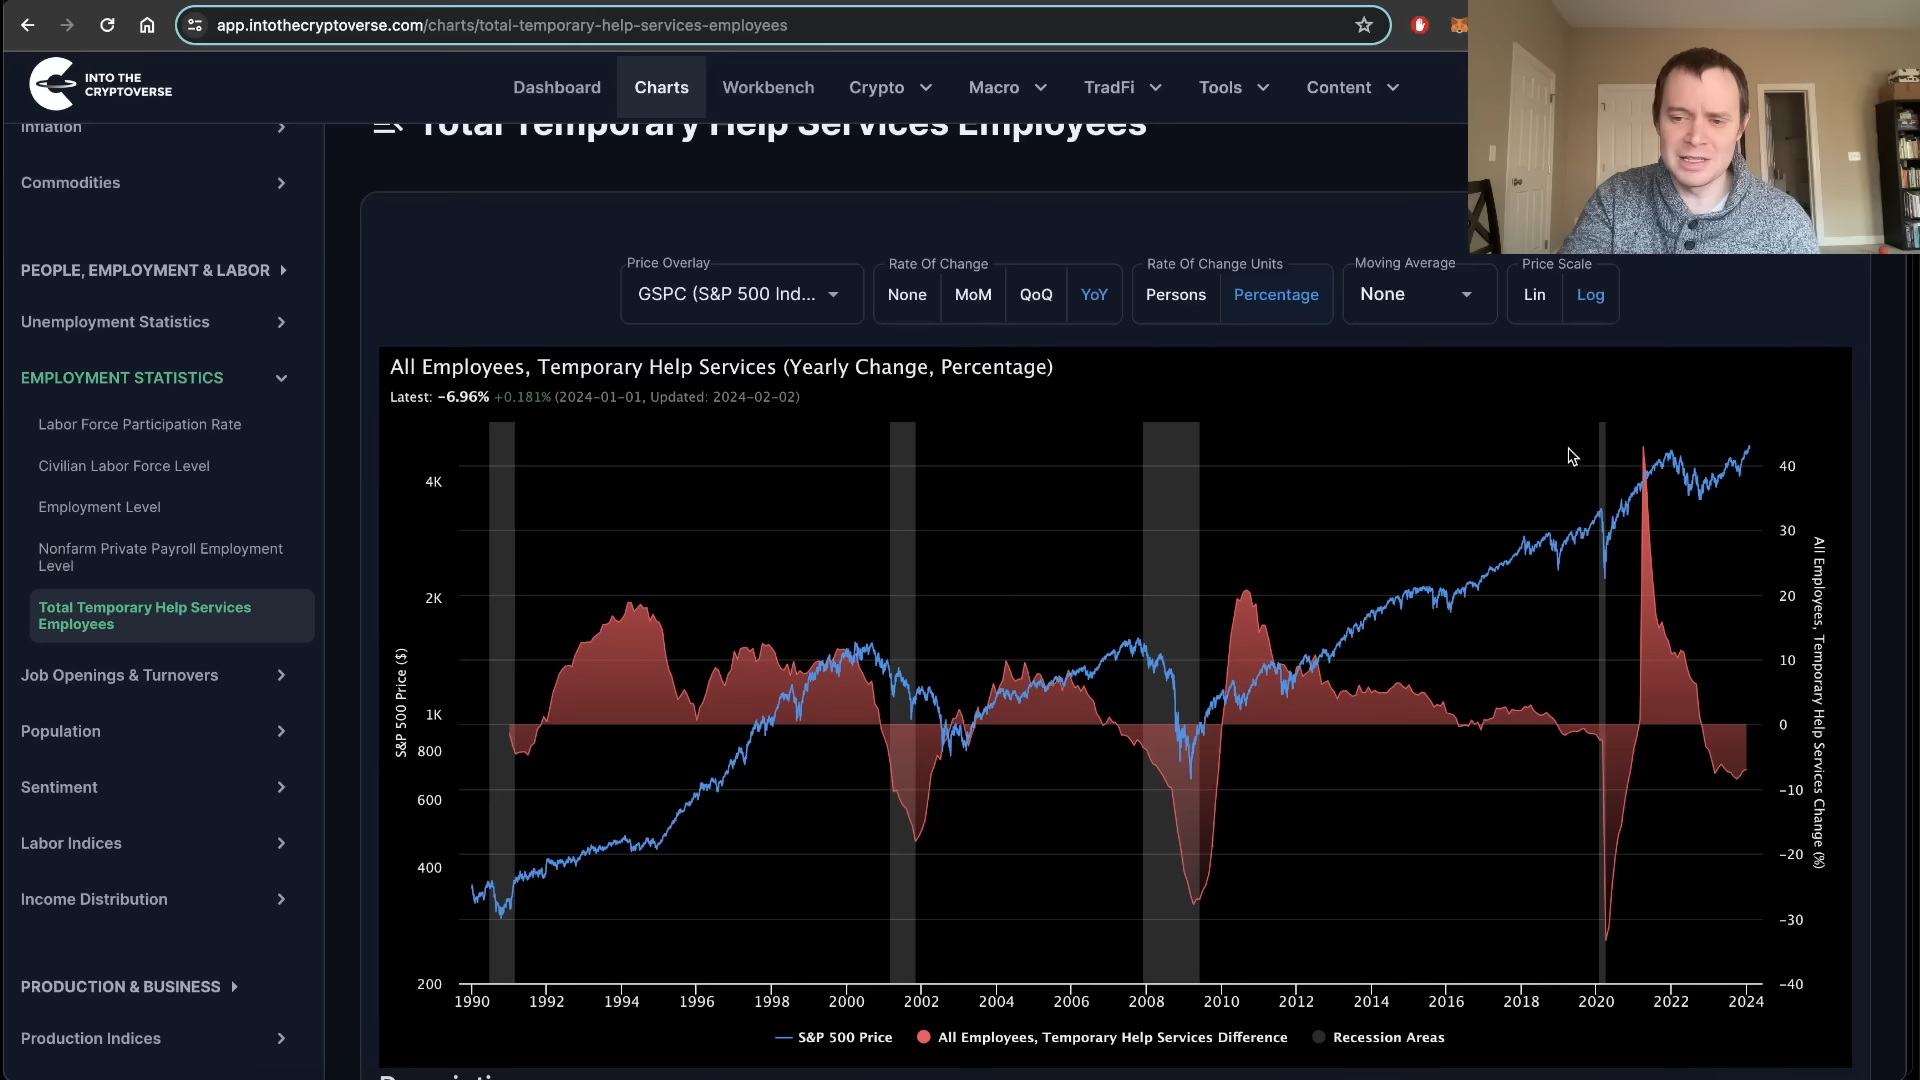 app.intothecryptoverse.com/charts/total-temporary-help-services-employees
INTO THE
CRYPTOVERSE
Dashboard
Charts
Workbench
Crypto
Macro
TradFi
Tools
Content
Inflation
Commodities
PEOPLE, EMPLOYMENT & LABOR
Unemployment Statistics
EMPLOYMENT STATISTICS
Labor Force Participation Rate
Civilian Labor Force Level
Employment Level
Nonfarm Private Payroll Employment
Level
Total Temporary Help Services
Employees
Job Openings & Turnovers
Population
Sentiment
Labor Indices
Income Distribution
PRODUCTION & BUSINESS
Production Indices
Total Temporary Help Services Employees
Price Overlay
GSPC (S&P 500 Ind...
Rate Of Change
None MoM QoQ YoY
Rate Of Change Units
Persons Percentage
Moving Average
None
Price Scale
Lin Log
All Employees, Temporary Help Services (Yearly Change, Percentage)
Latest: −6.96% +0.181% (2024-01-01, Updated: 2024-02-02)
S&P 500 Price ($)
4K
2K
1K
800
600
400
200
40
30
20
10
0
−10
−20
−30
−40
All Employees, Temporary Help Services Change (%)
1990 1992 1994 1996 1998 2000 2002 2004 2006 2008 2010 2012 2014 2016 2018 2020 2022 2024
S&P 500 Price
All Employees, Temporary Help Services Difference
Recession Areas